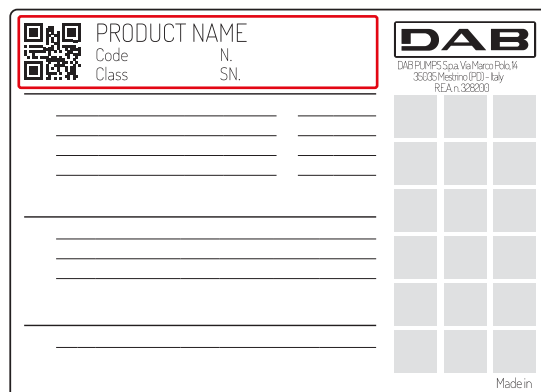 PRODUCT NAME
Code N.
Class SN.
DAB
DAB PUMPS S.p.a. Via Marco Polo, 14
35035 Mestrino (PD) - Italy
R.E.A. n. 328200
Made in